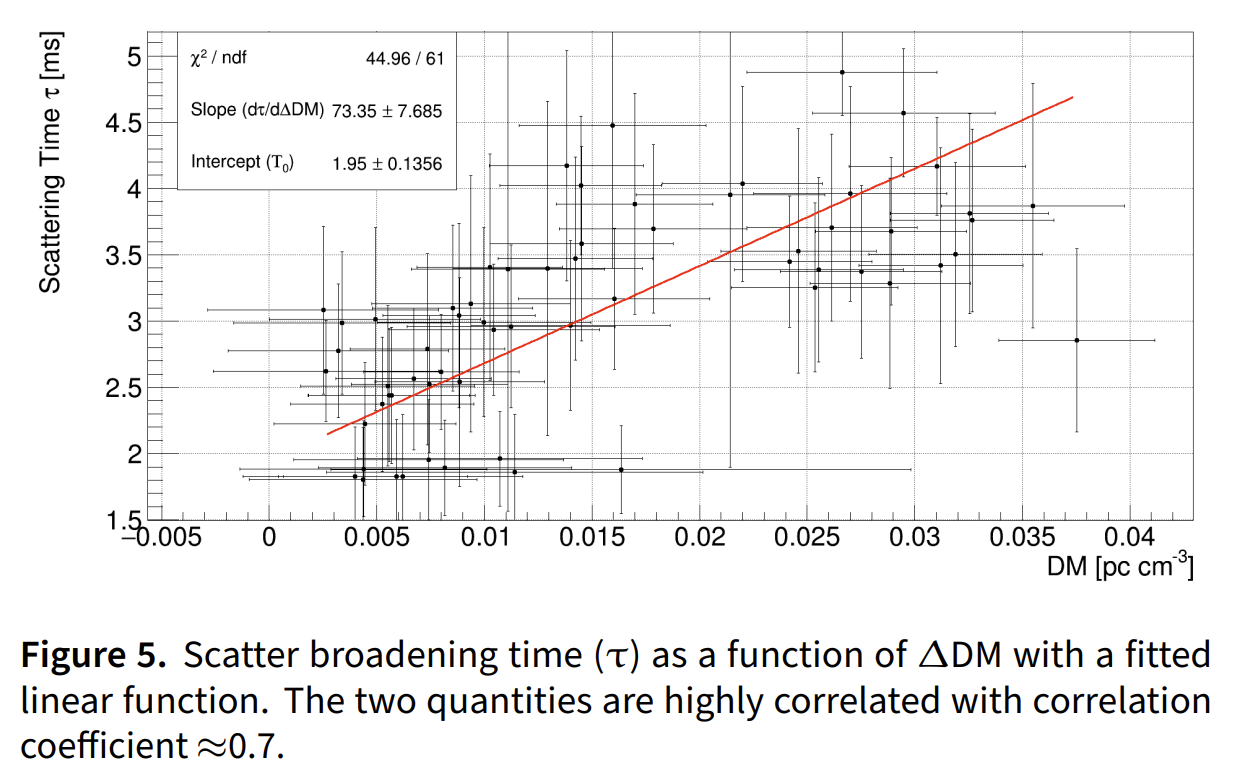 χ² / ndf 44.96 / 61
Slope (dτ/dΔDM) 73.35 ± 7.685
Intercept (T₀) 1.95 ± 0.1356
Scattering Time τ [ms]
5
4.5
4
3.5
3
2.5
2
1.5
−0.005 0 0.005 0.01 0.015 0.02 0.025 0.03 0.035 0.04
DM [pc cm⁻³]
Figure 5. Scatter broadening time (τ) as a function of ΔDM with a fitted
linear function. The two quantities are highly correlated with correlation
coefficient ≈0.7.